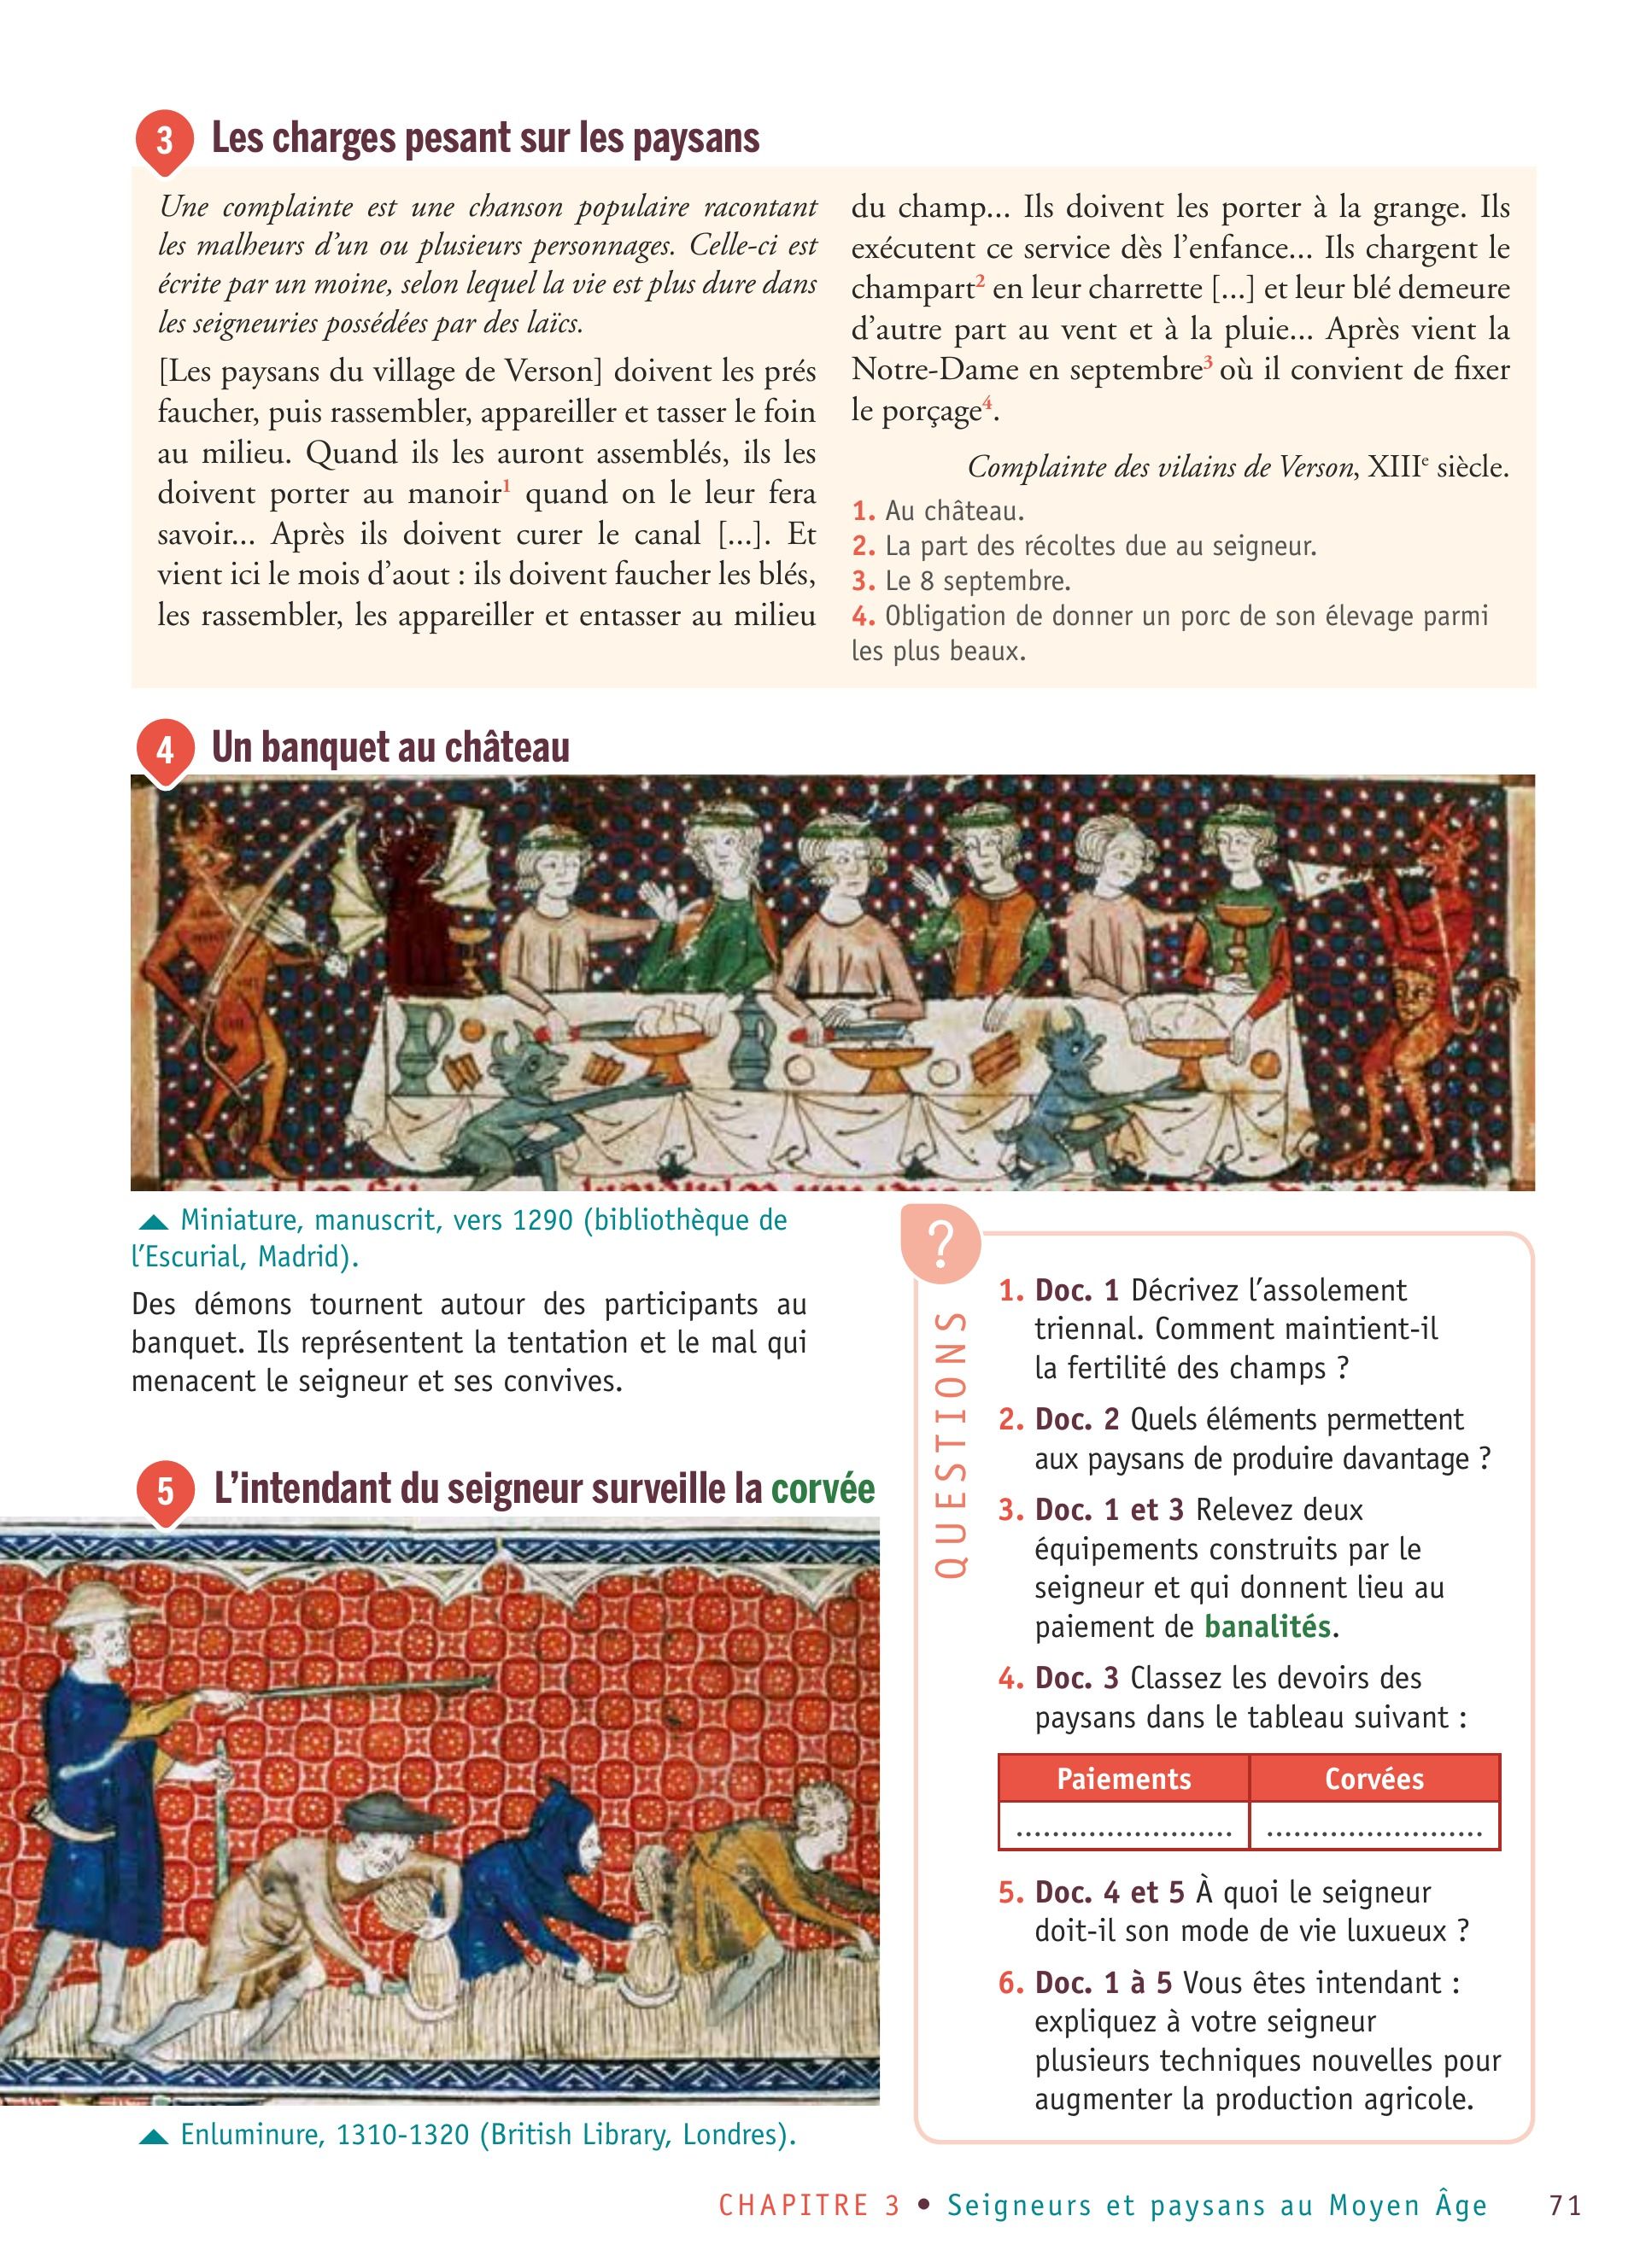 3 Les charges pesant sur les paysans
Une complainte est une chanson populaire racontant
les malheurs d'un ou plusieurs personnages. Celle-ci est
écrite par un moine, selon lequel la vie est plus dure dans
les seigneuries possédées par des laïcs.
[Les paysans du village de Verson] doivent les prés
faucher, puis rassembler, appareiller et tasser le foin
au milieu. Quand ils les auront assemblés, ils les
doivent porter au manoir1 quand on le leur fera
savoir... Après ils doivent curer le canal [...]. Et
vient ici le mois d'aout : ils doivent faucher les blés,
les rassembler, les appareiller et entasser au milieu
du champ... Ils doivent les porter à la grange. Ils
exécutent ce service dès l'enfance... Ils chargent le
champart2 en leur charrette [...] et leur blé demeure
d'autre part au vent et à la pluie... Après vient la
Notre-Dame en septembre3 où il convient de fixer
le porçage4.
Complainte des vilains de Verson, XIIIe siècle.
1. Au château.
2. La part des récoltes due au seigneur.
3. Le 8 septembre.
4. Obligation de donner un porc de son élevage parmi
les plus beaux.
4 Un banquet au château
Miniature, manuscrit, vers 1290 (bibliothèque de
l'Escurial, Madrid).
Des démons tournent autour des participants au
banquet. Ils représentent la tentation et le mal qui
menacent le seigneur et ses convives.
5 L'intendant du seigneur surveille la corvée
Enluminure, 1310-1320 (British Library, Londres).
?
QUESTIONS
1. Doc. 1 Décrivez l'assolement
triennal. Comment maintient-il
la fertilité des champs ?
2. Doc. 2 Quels éléments permettent
aux paysans de produire davantage ?
3. Doc. 1 et 3 Relevez deux
équipements construits par le
seigneur et qui donnent lieu au
paiement de banalités.
4. Doc. 3 Classez les devoirs des
paysans dans le tableau suivant :
Paiements Corvées
........................ ........................
5. Doc. 4 et 5 À quoi le seigneur
doit-il son mode de vie luxueux ?
6. Doc. 1 à 5 Vous êtes intendant :
expliquez à votre seigneur
plusieurs techniques nouvelles pour
augmenter la production agricole.
CHAPITRE 3 • Seigneurs et paysans au Moyen Âge 71